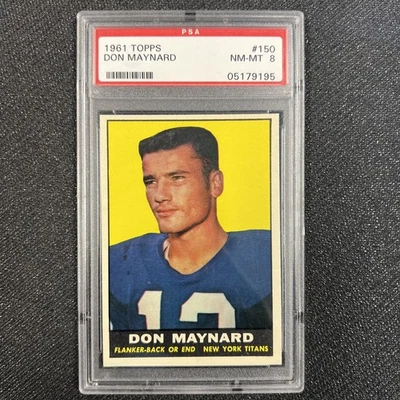 PSA
1961 TOPPS #150
DON MAYNARD NM-MT 8
05179195
13
DON MAYNARD
FLANKER-BACK OR END NEW YORK TITANS